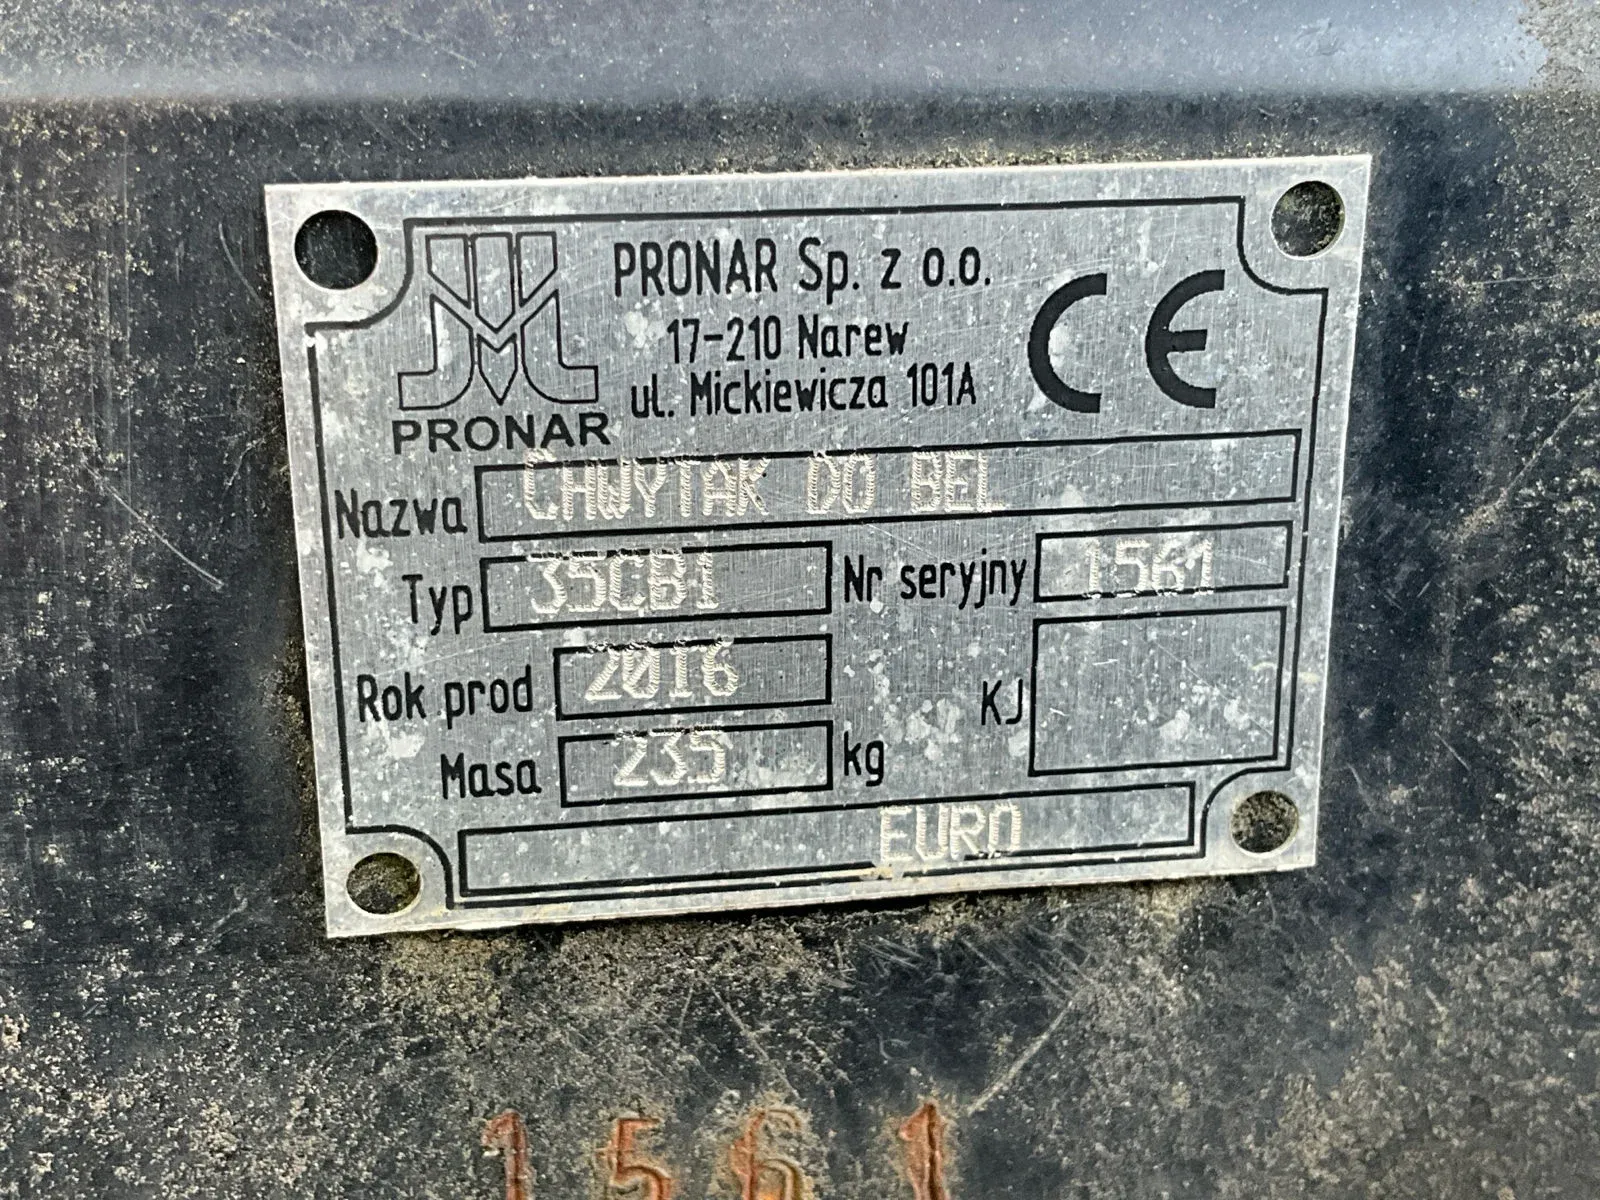 PRONAR Sp. z o.o.
17-210 Narew
ul. Mickiewicza 101A
CE
PRONAR
Nazwa CHWYTAK DO BEL
Typ 35CB1 Nr seryjny 1561
Rok prod 2016
KJ
Masa 235 kg
EURO
1561